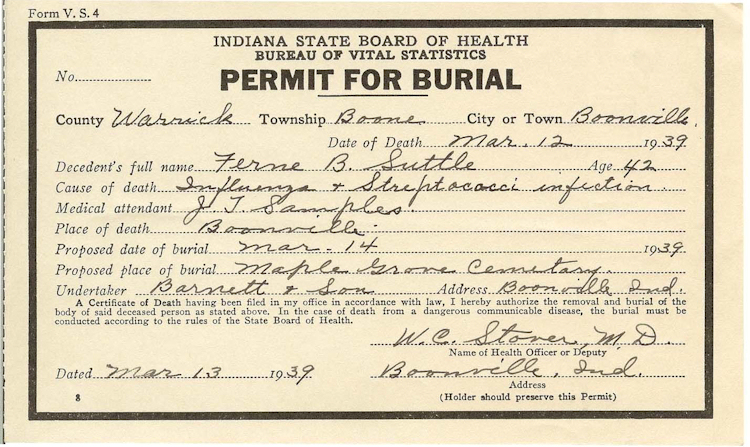 Form V. S. 4
INDIANA STATE BOARD OF HEALTH
BUREAU OF VITAL STATISTICS
No.
PERMIT FOR BURIAL
County Warrick Township Boone City or Town Boonville.
Date of Death Mar. 12 1939
Decedent's full name Ferne B. Suttle Age 42
Cause of death Influenza + Streptococci infection
Medical attendant J T Samples.
Place of death Boonville.
Proposed date of burial Mar. 14 1939
Proposed place of burial Maple Grove Cemetary.
Undertaker Barnett & Son Address Boonville Ind.
A Certificate of Death having been filed in my office in accordance with law, I hereby authorize the removal and burial of the
body of said deceased person as stated above. In the case of death from a dangerous communicable disease, the burial must be
conducted according to the rules of the State Board of Health.
W. C. Stover, M. D.
Name of Health Officer or Deputy
Dated Mar 13 1939 Boonville, Ind.
Address
8 (Holder should preserve this Permit)